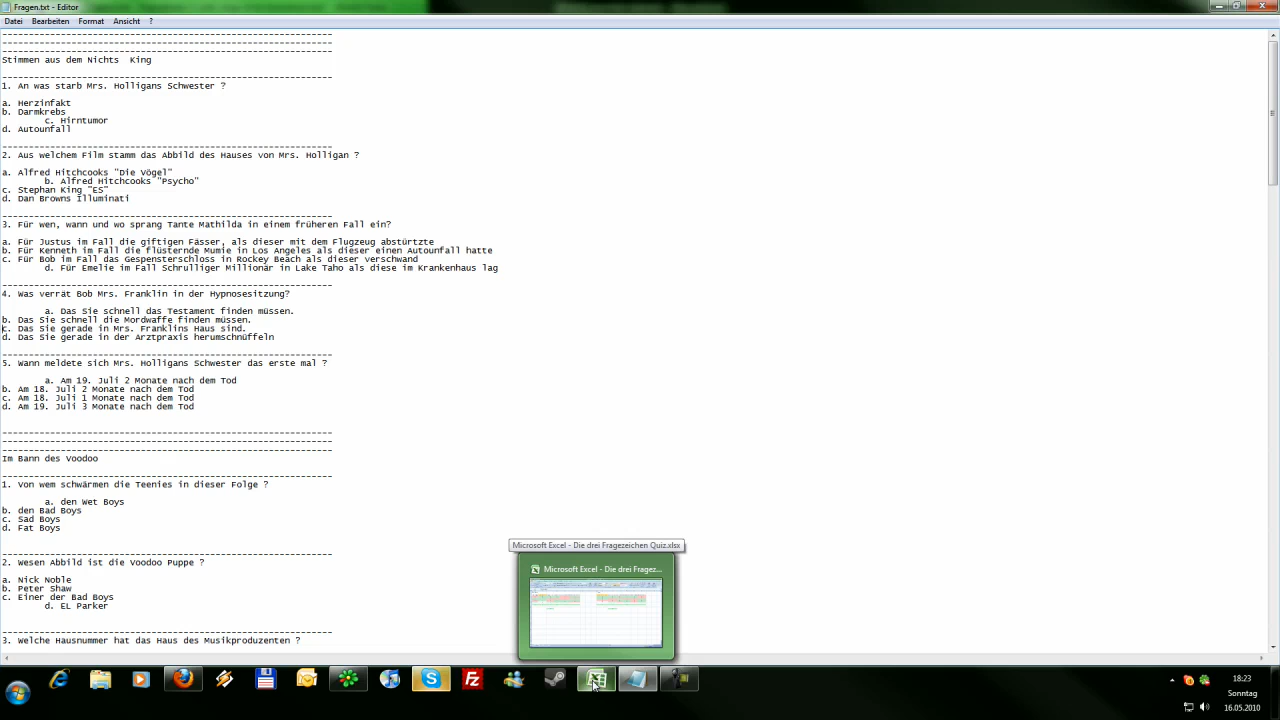 Fragen.txt - Editor
Datei Bearbeiten Format Ansicht ?
--------------------------------------------------------------
--------------------------------------------------------------
--------------------------------------------------------------
Stimmen aus dem Nichts  King
--------------------------------------------------------------
1. An was starb Mrs. Holligans Schwester ?
a. Herzinfakt
b. Darmkrebs
c. Hirntumor
d. Autounfall
--------------------------------------------------------------
2. Aus welchem Film stamm das Abbild des Hauses von Mrs. Holligan ?
a. Alfred Hitchcooks "Die Vögel"
b. Alfred Hitchcooks "Psycho"
c. Stephan King "ES"
d. Dan Browns Illuminati
--------------------------------------------------------------
3. Für wen, wann und wo sprang Tante Mathilda in einem früheren Fall ein?
a. Für Justus im Fall die giftigen Fässer, als dieser mit dem Flugzeug abstürtzte
b. Für Kenneth im Fall die flüsternde Mumie in Los Angeles als dieser einen Autounfall hatte
c. Für Bob im Fall das Gespensterschloss in Rockey Beach als dieser verschwand
d. Für Emelie im Fall Schrulliger Millionär in Lake Taho als diese im Krankenhaus lag
--------------------------------------------------------------
4. Was verrät Bob Mrs. Franklin in der Hypnosesitzung?
a. Das Sie schnell das Testament finden müssen.
b. Das Sie schnell die Mordwaffe finden müssen.
c. Das Sie gerade in Mrs. Franklins Haus sind.
d. Das Sie gerade in der Arztpraxis herumschnüffeln
--------------------------------------------------------------
5. Wann meldete sich Mrs. Holligans Schwester das erste mal ?
a. Am 19. Juli 2 Monate nach dem Tod
b. Am 18. Juli 2 Monate nach dem Tod
c. Am 18. Juli 1 Monate nach dem Tod
d. Am 19. Juli 3 Monate nach dem Tod
--------------------------------------------------------------
--------------------------------------------------------------
--------------------------------------------------------------
Im Bann des Voodoo
--------------------------------------------------------------
1. Von wem schwärmen die Teenies in dieser Folge ?
a. den Wet Boys
b. den Bad Boys
c. Sad Boys
d. Fat Boys
--------------------------------------------------------------
2. Wesen Abbild ist die Voodoo Puppe ?
a. Nick Noble
b. Peter Shaw
c. Einer der Bad Boys
d. EL Parker
--------------------------------------------------------------
3. Welche Hausnummer hat das Haus des Musikproduzenten ?
Microsoft Excel - Die drei Fragezeichen Quiz.xlsx
Microsoft Excel - Die drei Fragez...
18:23
Sonntag
16.05.2010